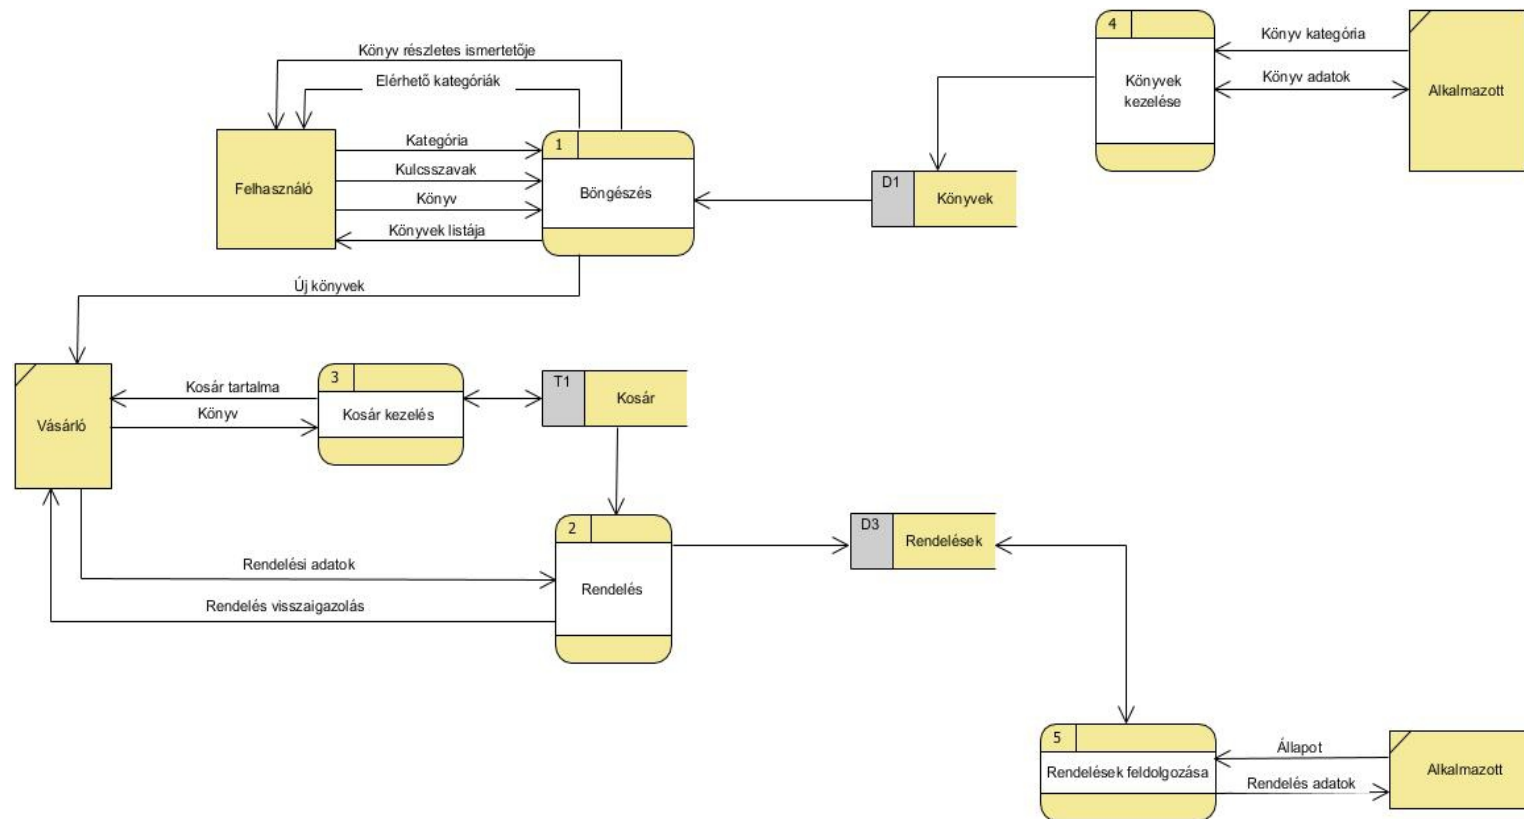 4
Könyv részletes ismertetője
Könyv kategória
Elérhető kategóriák
Könyv adatok
Könyvek
kezelése
Alkalmazott
Kategória
1
Kulcsszavak
D1
Felhasználó
Böngészés
Könyv
Könyvek
Könyvek listája
Új könyvek
3
T1
Kosár tartalma
Kosár
Könyv
Kosár kezelés
Vásárló
2
D3
Rendelések
Rendelési adatok
Rendelés
Rendelés visszaigazolás
5
Állapot
Rendelések feldolgozása
Alkalmazott
Rendelés adatok